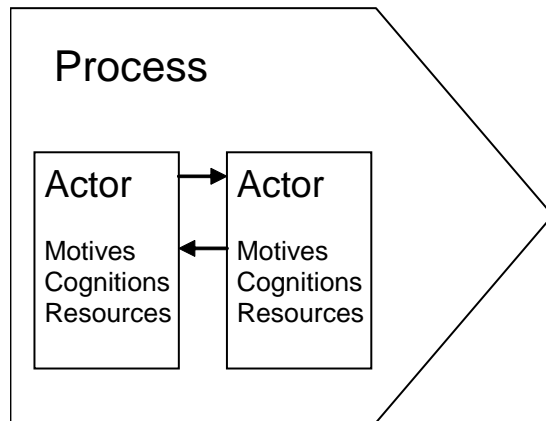 Process
Actor
Motives
Cognitions
Resources
Actor
Motives
Cognitions
Resources